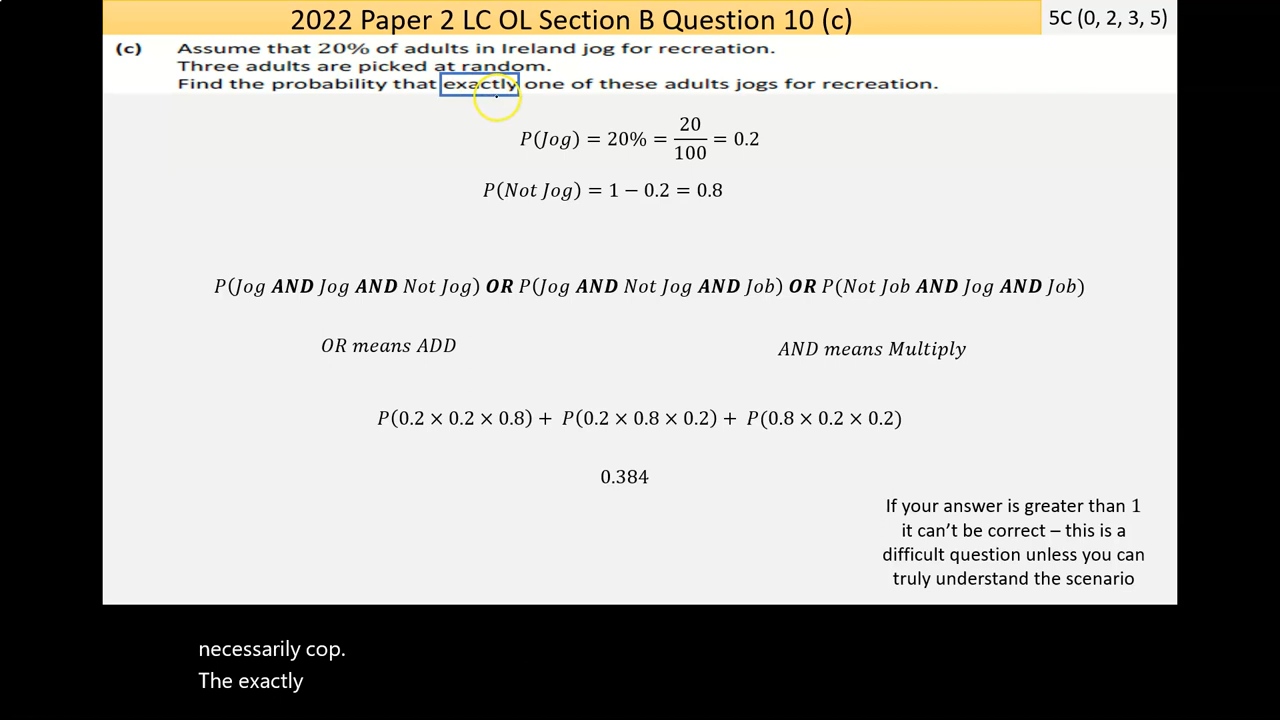 2022 Paper 2 LC OL Section B Question 10 (c)
5C (0, 2, 3, 5)
(c) Assume that 20% of adults in Ireland jog for recreation.
Three adults are picked at random.
Find the probability that exactly one of these adults jogs for recreation.
P(Jog) = 20% = 20/100 = 0.2
P(Not Jog) = 1 − 0.2 = 0.8
P(Jog AND Jog AND Not Jog) OR P(Jog AND Not Jog AND Job) OR P(Not Job AND Jog AND Job)
OR means ADD
AND means Multiply
P(0.2 × 0.2 × 0.8) + P(0.2 × 0.8 × 0.2) + P(0.8 × 0.2 × 0.2)
0.384
If your answer is greater than 1
it can't be correct – this is a
difficult question unless you can
truly understand the scenario
necessarily cop.
The exactly